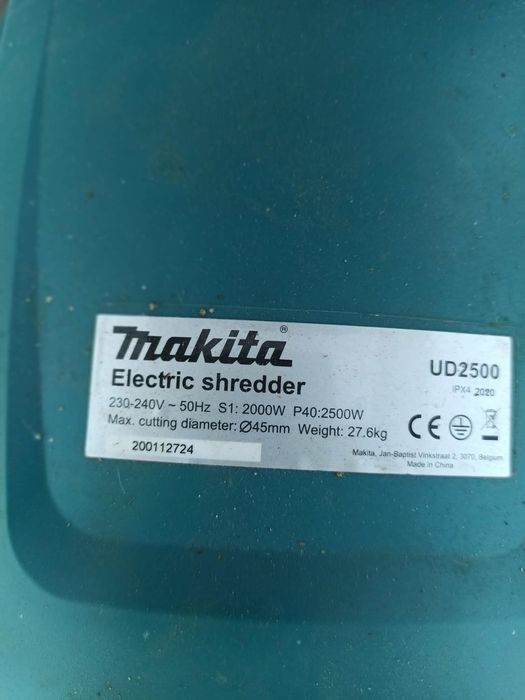 makita®
UD2500
Electric shredder
IPX4 2020
230-240V ~ 50Hz S1: 2000W P40:2500W
Max. cutting diameter: Ø45mm Weight: 27.6kg
CE
200112724
Makita, Jan-Baptist Vinkstraat 2, 3070, Belgium
Made in China